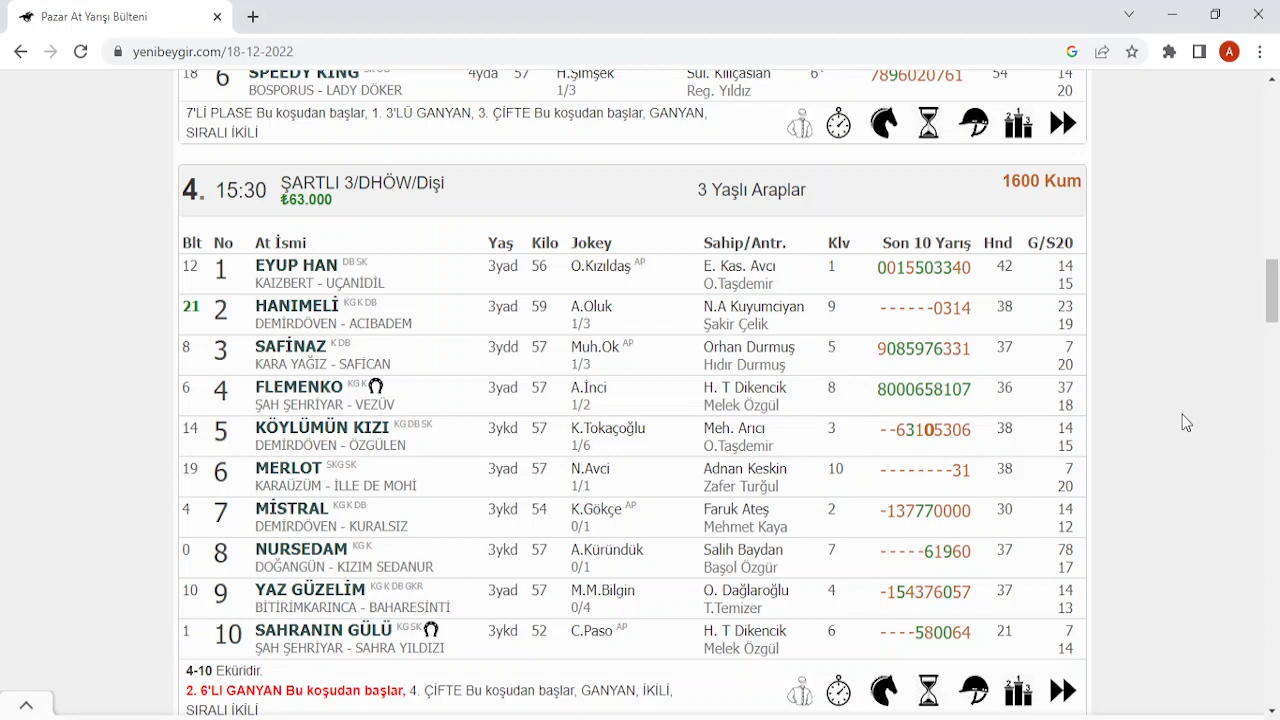 Pazar At Yarışı Bülteni
yenibeygir.com/18-12-2022
A
18 6 SPEEDY KING 4yda 57 H.Şimşek Sül. Kılıçaslan 6 7896020761 54 14
BOSPORUS - LADY DÖKER 1/3 Reg. Yıldız 20
7'Lİ PLASE Bu koşudan başlar, 1. 3'LÜ GANYAN, 3. ÇİFTE Bu koşudan başlar, GANYAN,
SIRALI İKİLİ
4. 15:30 ŞARTLI 3/DHÖW/Dişi 3 Yaşlı Araplar 1600 Kum
₺63.000
Blt No At İsmi Yaş Kilo Jokey Sahip/Antr. Klv Son 10 Yarış Hnd G/S20
12 1 EYUP HAN DB SK 3yad 56 O.Kızıldaş AP E. Kas. Avcı 1 0015503340 42 14
KAIZBERT - UÇANİDİL O.Taşdemir 15
21 2 HANIMELİ KG K DB 3yad 59 A.Oluk N.A Kuyumciyan 9 ------0314 38 23
DEMİRDÖVEN - ACIBADEM 1/3 Şakir Çelik 19
8 3 SAFİNAZ K DB 3ydd 57 Muh.Ok AP Orhan Durmuş 5 9085976331 37 7
KARA YAĞIZ - SAFİCAN 1/3 Hıdır Durmuş 20
6 4 FLEMENKO KG K 3yad 57 A.İnci H. T Dikencik 8 8000658107 36 37
ŞAH ŞEHRİYAR - VEZÜV 1/2 Melek Özgül 18
14 5 KÖYLÜMÜN KIZI KG DB SK 3ykd 57 K.Tokaçoğlu Meh. Arıcı 3 --63105306 38 14
DEMİRDÖVEN - ÖZGÜLEN 1/6 O.Taşdemir 15
19 6 MERLOT SKG SK 3yad 57 N.Avci Adnan Keskin 10 --------31 38 7
KARAÜZÜM - İLLE DE MOHİ 1/1 Zafer Turğul 20
4 7 MİSTRAL KG K DB 3ykd 54 K.Gökçe AP Faruk Ateş 2 -137770000 30 14
DEMİRDÖVEN - KURALSIZ 0/1 Mehmet Kaya 12
0 8 NURSEDAM KG K 3ykd 57 A.Küründük Salih Baydan 7 -----61960 37 78
DOĞANGÜN - KIZIM SEDANUR 0/1 Başol Özgür 17
10 9 YAZ GÜZELİM KG K DB GKR 3yad 57 M.M.Bilgin O. Dağlaroğlu 4 -154376057 37 14
BİTİRİMKARINCA - BAHARESİNTİ 0/4 T.Temizer 13
1 10 SAHRANIN GÜLÜ KG SK 3ykd 52 C.Paso AP H. T Dikencik 6 ----580064 21 7
ŞAH ŞEHRİYAR - SAHRA YILDIZI Melek Özgül 14
4-10 Eküridir.
2. 6'LI GANYAN Bu koşudan başlar, 4. ÇİFTE Bu koşudan başlar, GANYAN, İKİLİ,
SIRALI İKİLİ